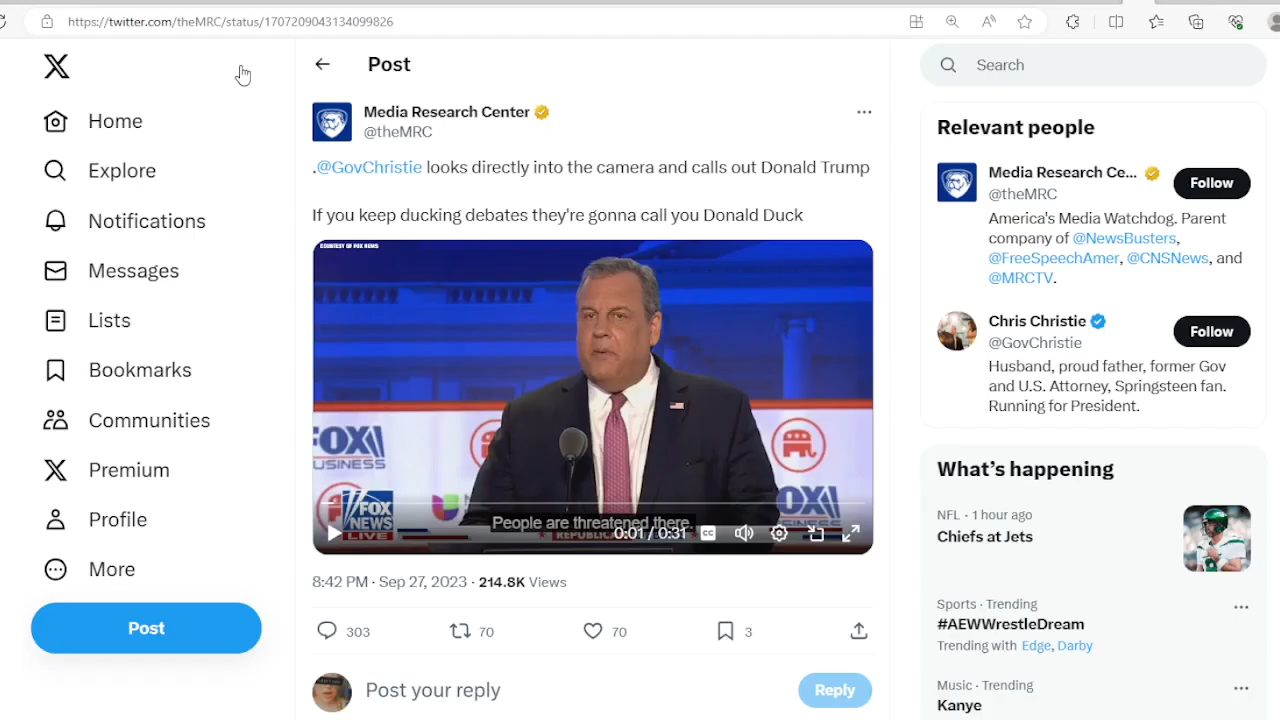 https://twitter.com/theMRC/status/1707209043134099826
Home
Explore
Notifications
Messages
Lists
Bookmarks
Communities
Premium
Profile
More
Post
Post
Media Research Center
@theMRC
.@GovChristie looks directly into the camera and calls out Donald Trump
If you keep ducking debates they're gonna call you Donald Duck
COURTESY OF FOX NEWS
FOX
USINESS
FOX
NEWS
LIVE
People are threatened there.
0:01 / 0:31
CC
8:42 PM · Sep 27, 2023 · 214.8K Views
303
70
70
3
Post your reply
Reply
Search
Relevant people
Media Research Ce...
Follow
@theMRC
America's Media Watchdog. Parent
company of @NewsBusters,
@FreeSpeechAmer, @CNSNews, and
@MRCTV.
Chris Christie
Follow
@GovChristie
Husband, proud father, former Gov
and U.S. Attorney, Springsteen fan.
Running for President.
What's happening
NFL · 1 hour ago
Chiefs at Jets
Sports · Trending
#AEWWrestleDream
Trending with Edge, Darby
Music · Trending
Kanye